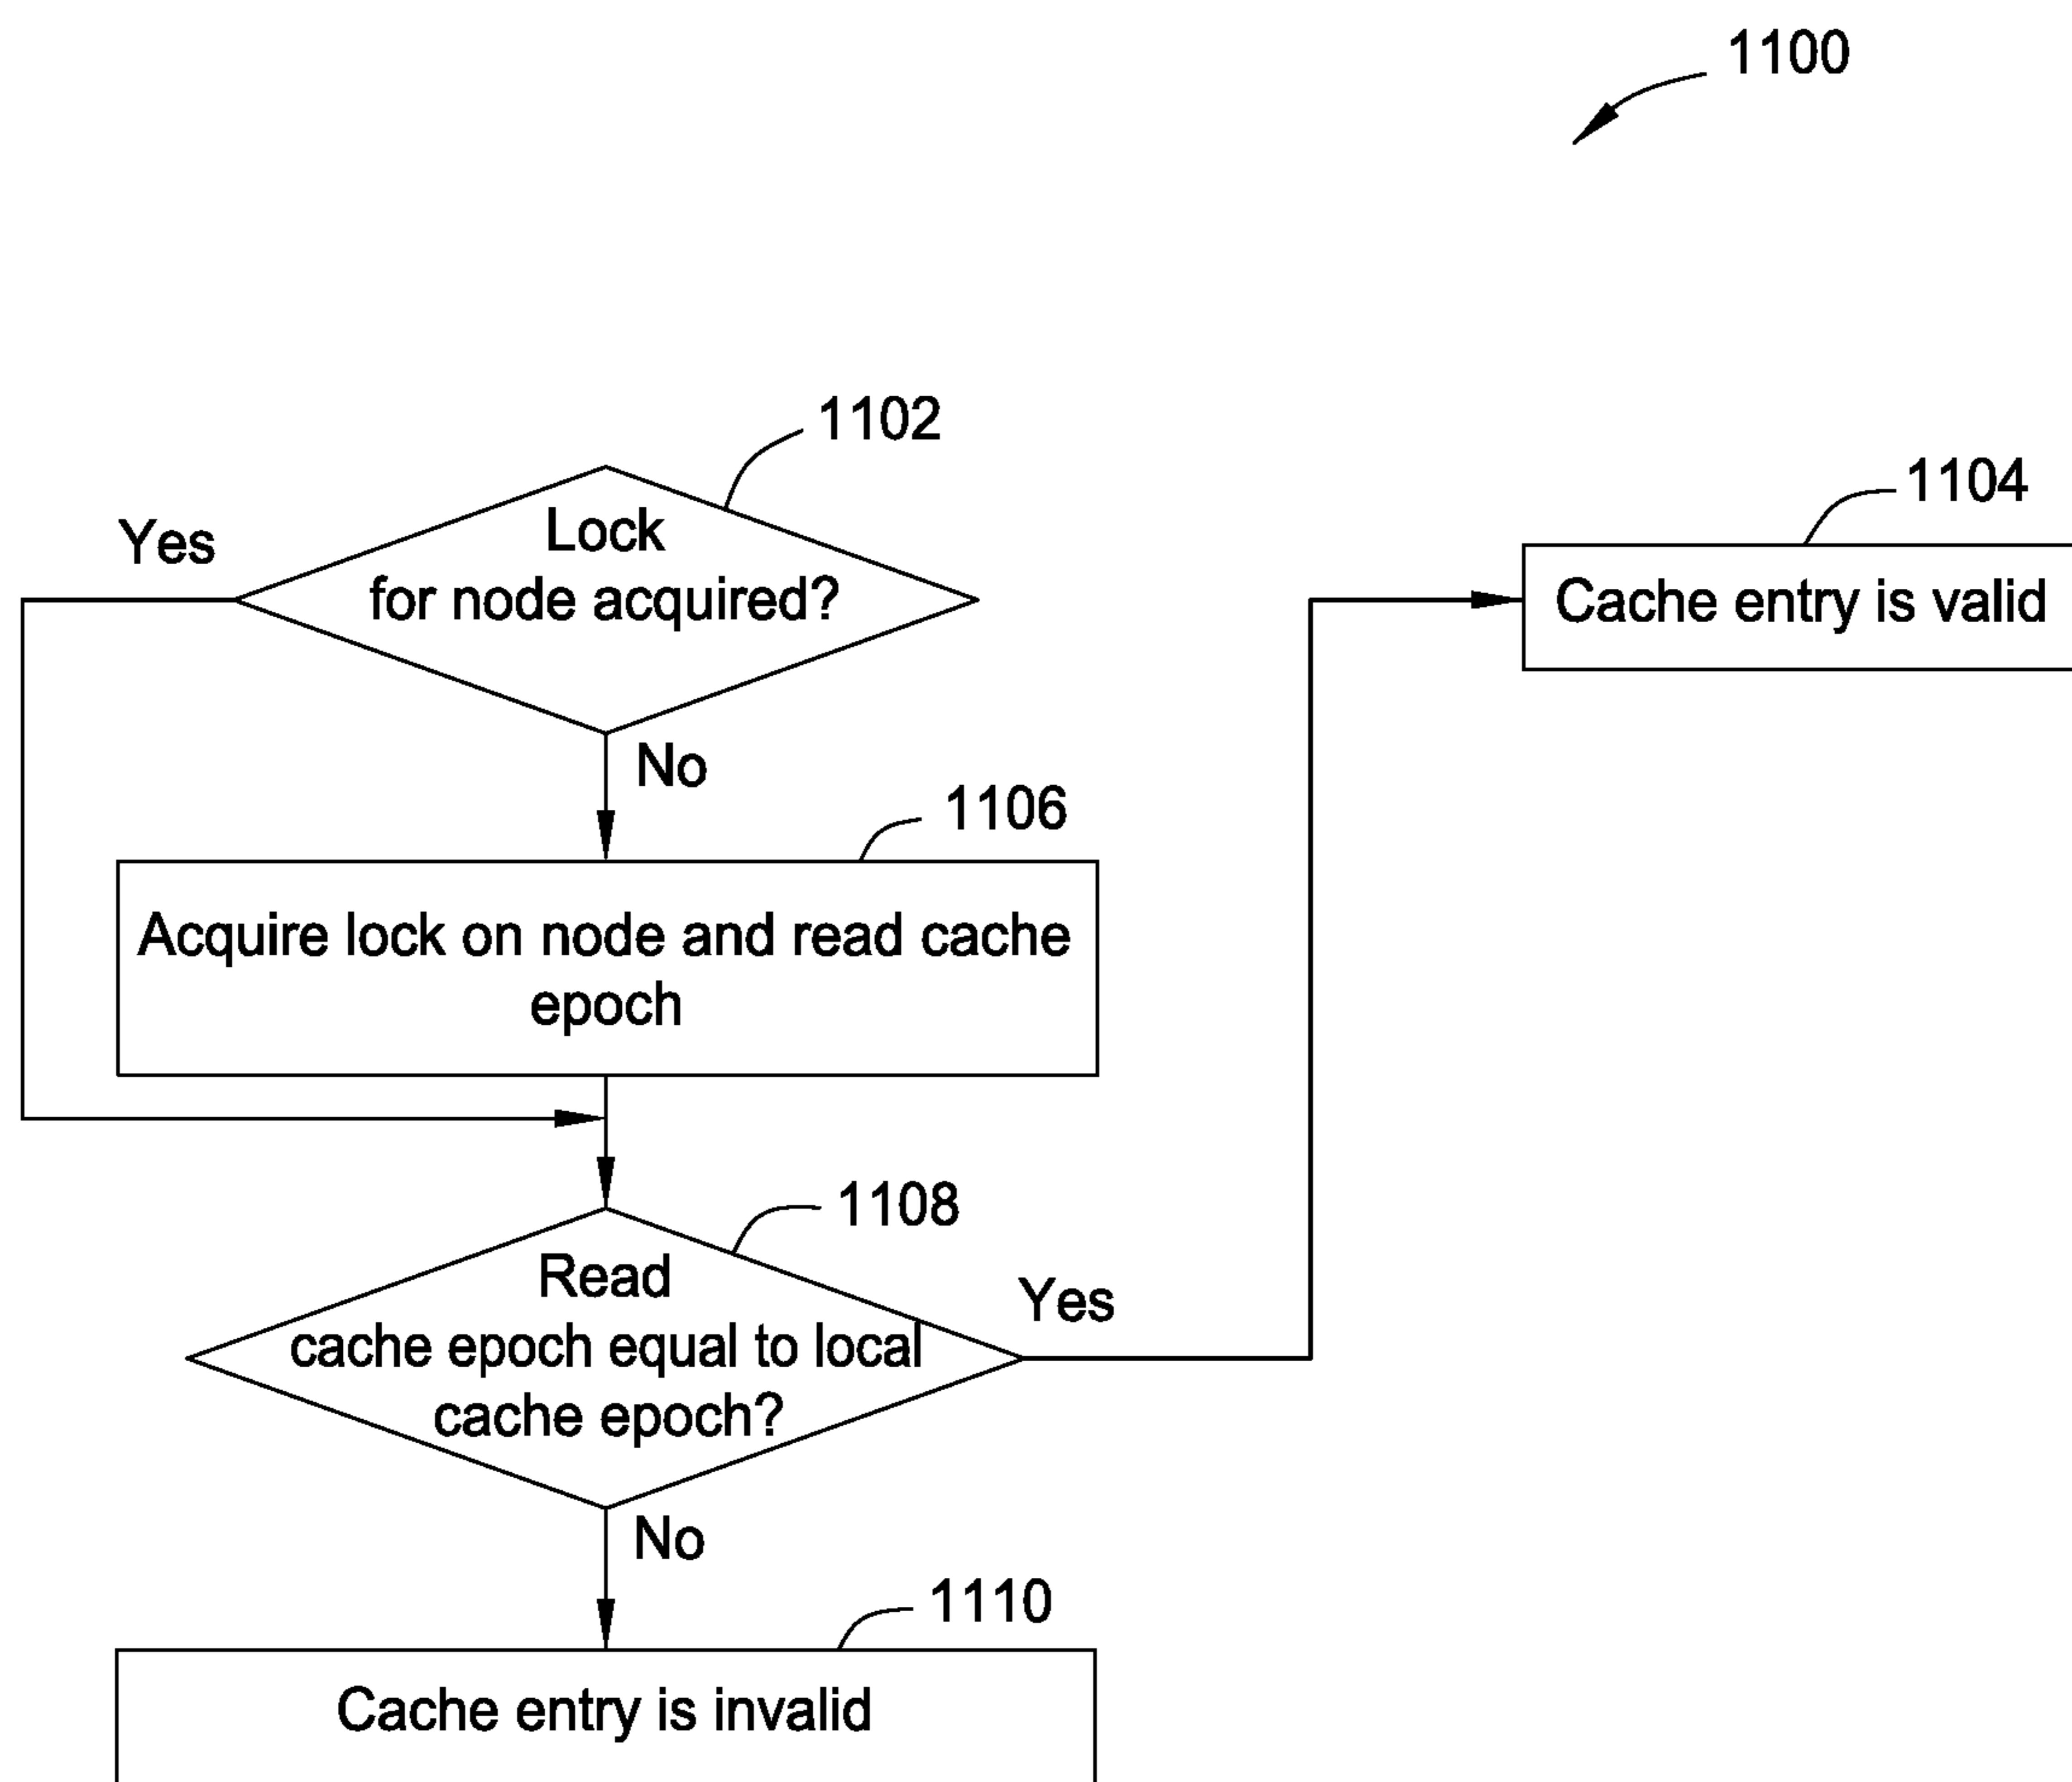 1100
1102
Lock
for node acquired?
Yes
1104
Cache entry is valid
No
1106
Acquire lock on node and read cache
epoch
1108
Read
cache epoch equal to local
cache epoch?
Yes
No
1110
Cache entry is invalid